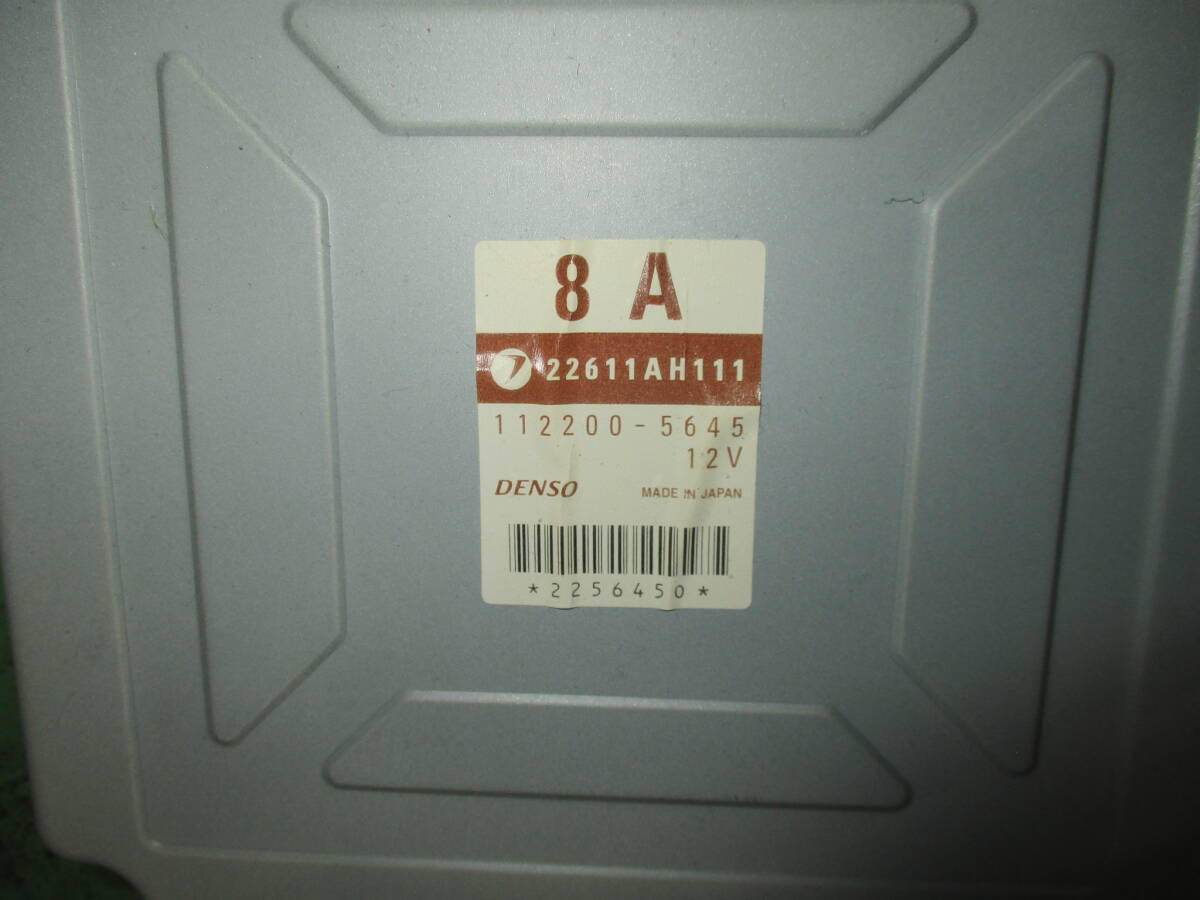 8 A
22611AH111
112200-5645
12V
DENSO MADE IN JAPAN
*2256450*